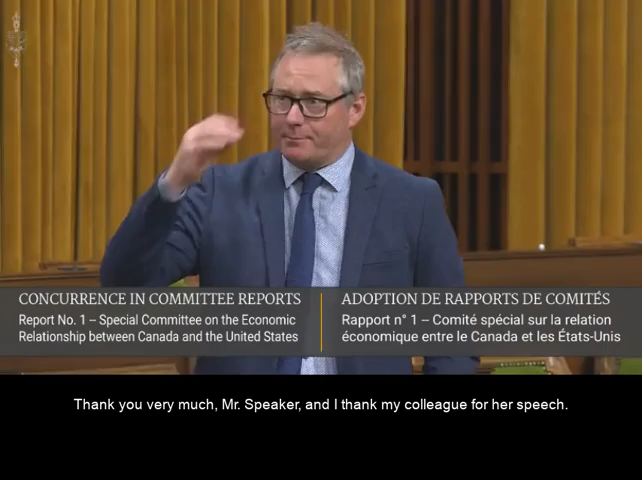 CONCURRENCE IN COMMITTEE REPORTS
Report No. 1 – Special Committee on the Economic
Relationship between Canada and the United States
ADOPTION DE RAPPORTS DE COMITÉS
Rapport n° 1 – Comité spécial sur la relation
économique entre le Canada et les États-Unis
Thank you very much, Mr. Speaker, and I thank my colleague for her speech.